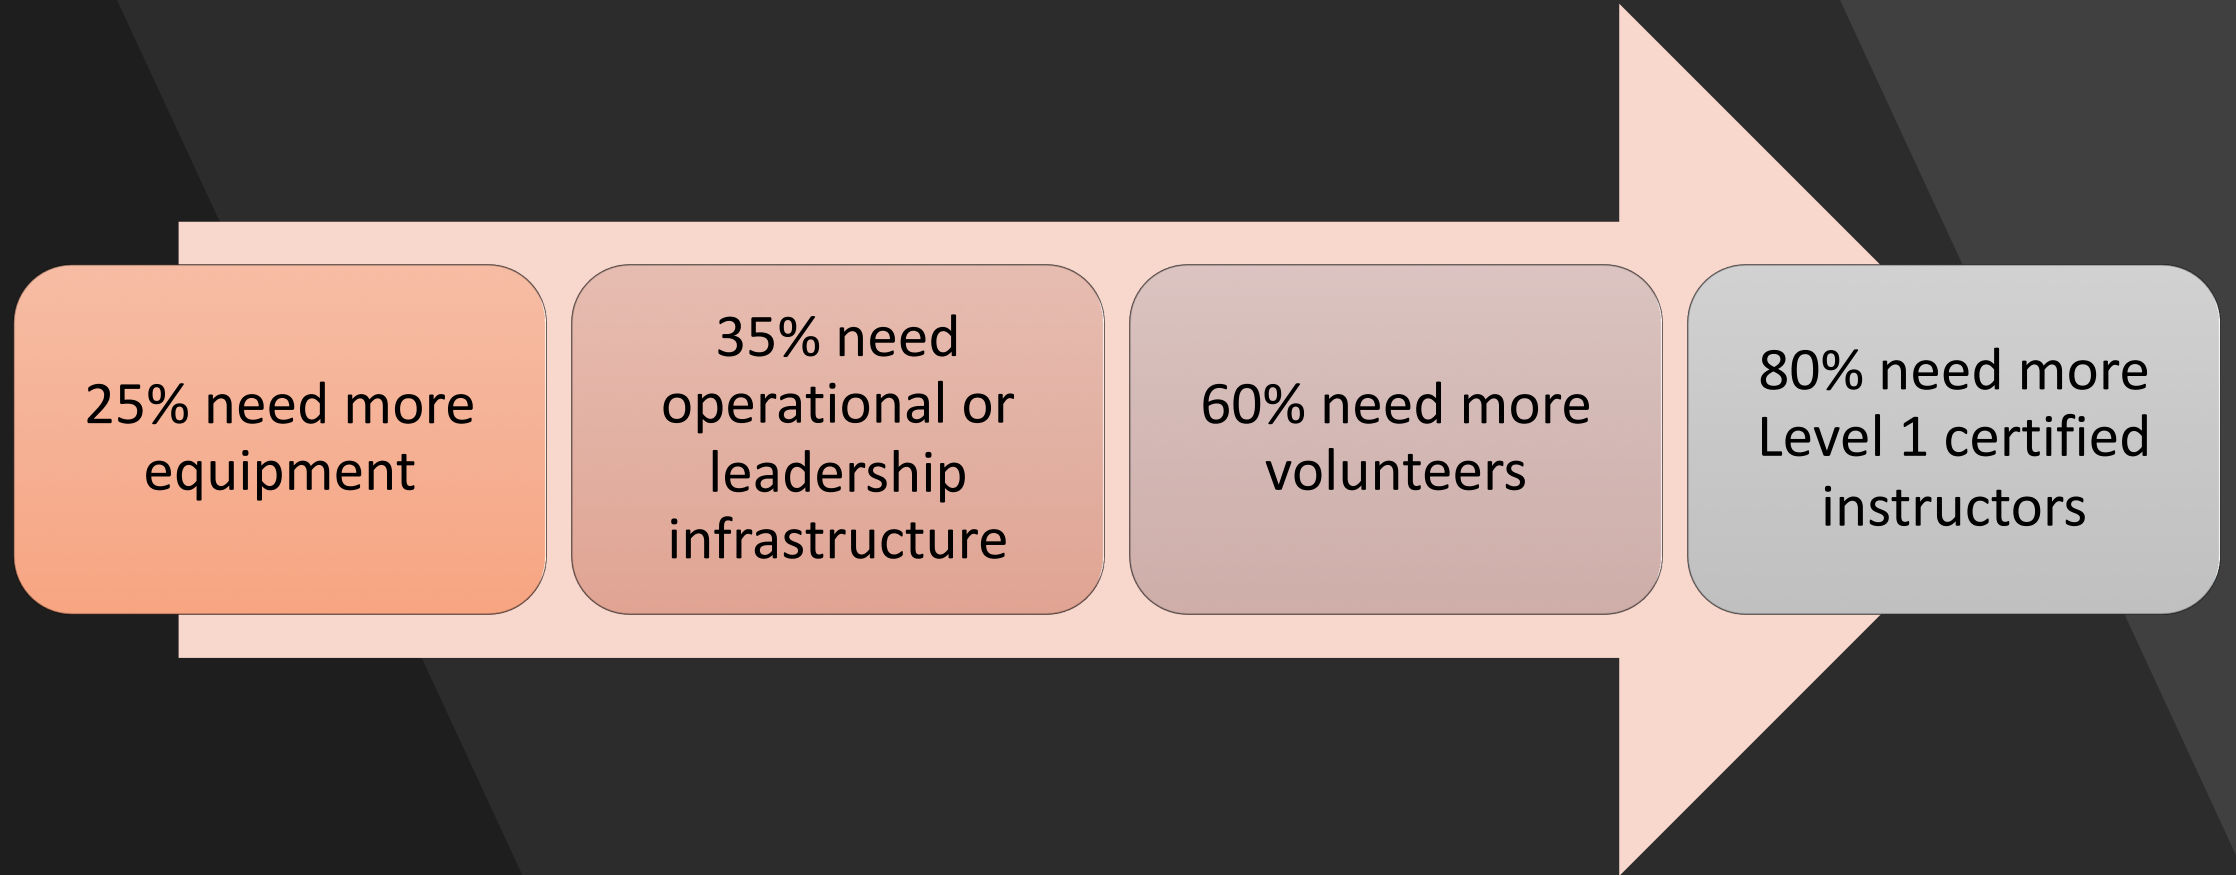 25% need more
equipment
35% need
operational or
leadership
infrastructure
60% need more
volunteers
80% need more
Level 1 certified
instructors